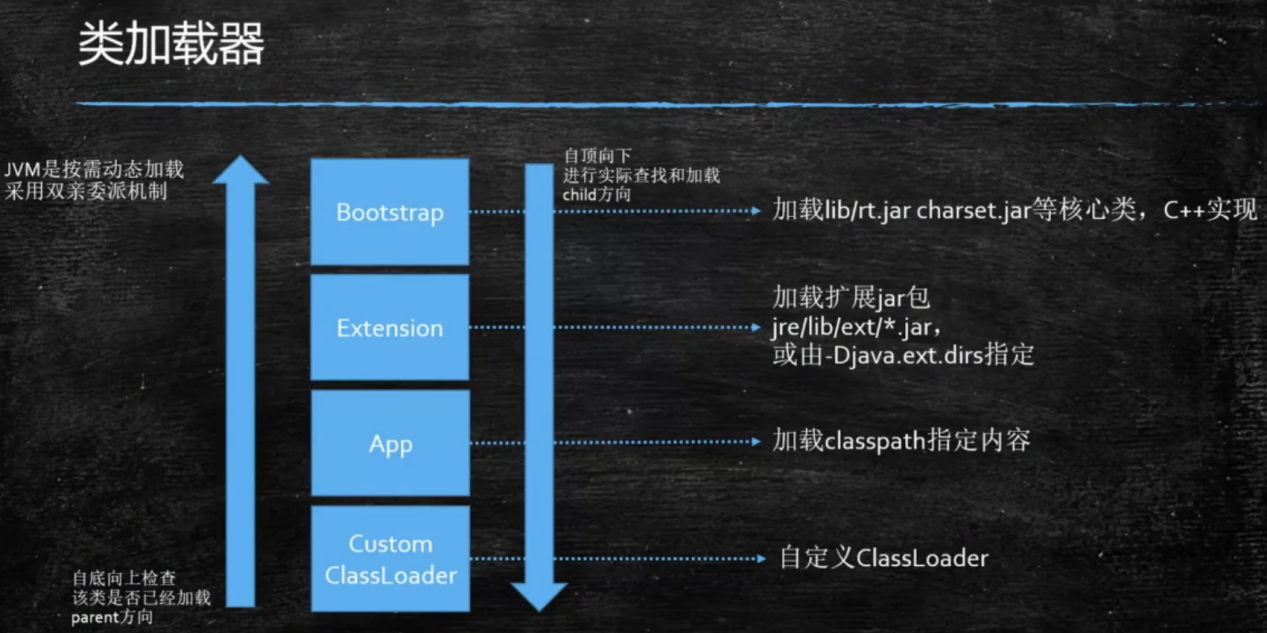 类加载器
JVM是按需动态加载
采用双亲委派机制
自顶向下
进行实际查找和加载
child方向
Bootstrap
加载lib/rt.jar charset.jar等核心类，C++实现
Extension
加载扩展jar包
jre/lib/ext/*.jar，
或由-Djava.ext.dirs指定
App
加载classpath指定内容
Custom
ClassLoader
自定义ClassLoader
自底向上检查
该类是否已经加载
parent方向